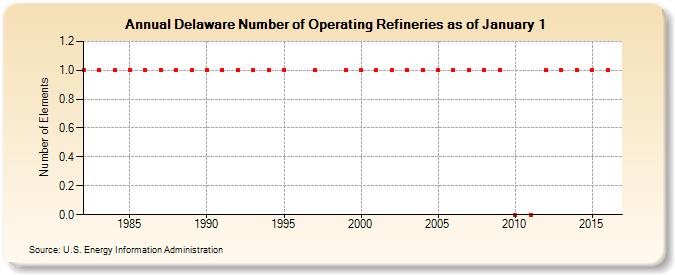 Annual Delaware Number of Operating Refineries as of January 1
Number of Elements
1.2
1.0
0.8
0.6
0.4
0.2
0.0
1985 1990 1995 2000 2005 2010 2015
Source: U.S. Energy Information Administration